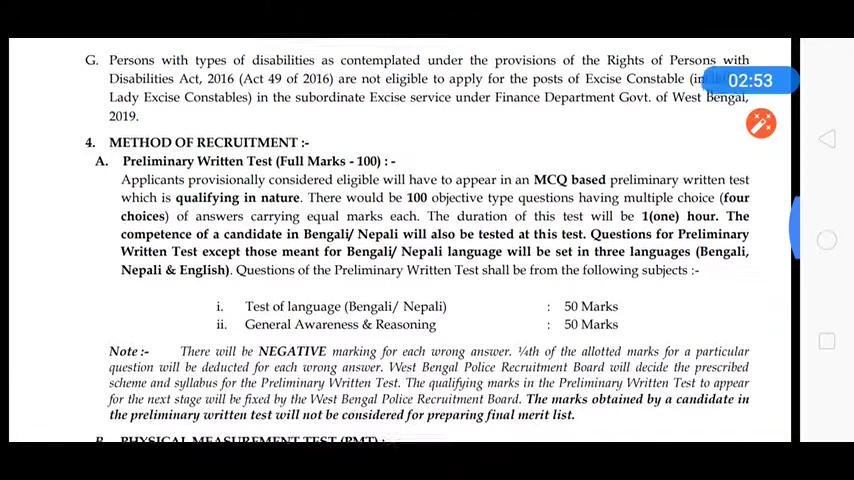 G. Persons with types of disabilities as contemplated under the provisions of the Rights of Persons with
Disabilities Act, 2016 (Act 49 of 2016) are not eligible to apply for the posts of Excise Constable
02:53
Lady Excise Constables) in the subordinate Excise service under Finance Department Govt. of West Bengal,
2019.
4. METHOD OF RECRUITMENT :-
A. Preliminary Written Test (Full Marks - 100) : -
Applicants provisionally considered eligible will have to appear in an MCQ based preliminary written test
which is qualifying in nature. There would be 100 objective type questions having multiple choice (four
choices) of answers carrying equal marks each. The duration of this test will be 1(one) hour. The
competence of a candidate in Bengali/ Nepali will also be tested at this test. Questions for Preliminary
Written Test except those meant for Bengali/ Nepali language will be set in three languages (Bengali,
Nepali & English). Questions of the Preliminary Written Test shall be from the following subjects :-
i. Test of language (Bengali/ Nepali) : 50 Marks
ii. General Awareness & Reasoning : 50 Marks
Note :- There will be NEGATIVE marking for each wrong answer. ¼th of the allotted marks for a particular
question will be deducted for each wrong answer. West Bengal Police Recruitment Board will decide the prescribed
scheme and syllabus for the Preliminary Written Test. The qualifying marks in the Preliminary Written Test to appear
for the next stage will be fixed by the West Bengal Police Recruitment Board. The marks obtained by a candidate in
the preliminary written test will not be considered for preparing final merit list.
B. PHYSICAL MEASUREMENT TEST (PMT) :